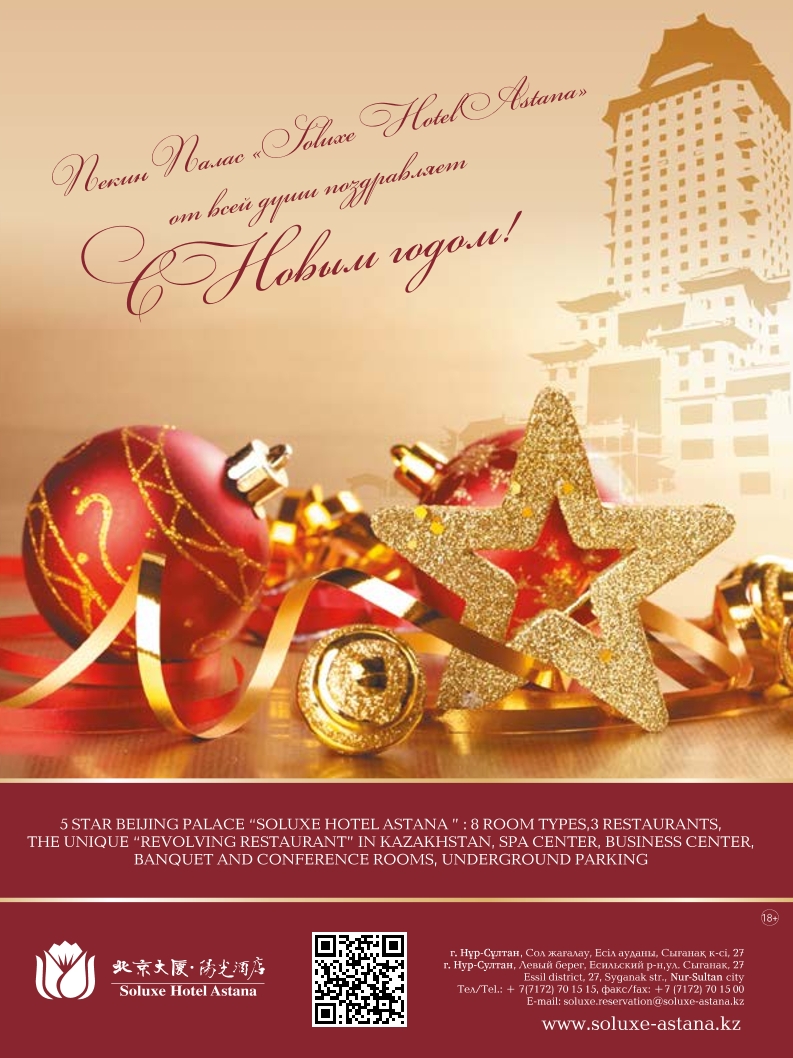 Пекин Палас «Soluxe Hotel Astana»
от всей души поздравляет
С Новым годом!
5 STAR BEIJING PALACE “SOLUXE HOTEL ASTANA ” : 8 ROOM TYPES,3 RESTAURANTS,
THE UNIQUE “REVOLVING RESTAURANT” IN KAZAKHSTAN, SPA CENTER, BUSINESS CENTER,
BANQUET AND CONFERENCE ROOMS, UNDERGROUND PARKING
18+
北京大厦·阳光酒店
Soluxe Hotel Astana
г. Нұр-Сұлтан, Сол жағалау, Есіл ауданы, Сығанақ к-сі, 27
г. Нур-Султан, Левый берег, Есильский р-н,ул. Сыганак, 27
Essil district, 27, Syganak str., Nur-Sultan city
Тел/Tel.: + 7(7172) 70 15 15, факс/fax: +7 (7172) 70 15 00
E-mail: soluxe.reservation@soluxe-astana.kz
www.soluxe-astana.kz